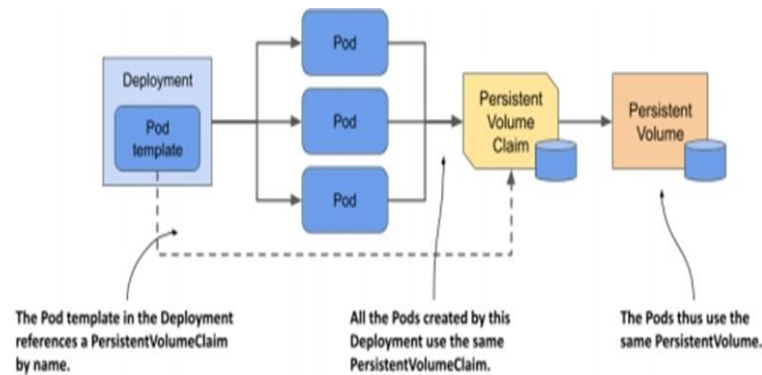 Deployment
Pod
template
Pod
Pod
Pod
Persistent
Volume
Claim
Persistent
Volume
The Pod template in the Deployment
references a PersistentVolumeClaim
by name.
All the Pods created by this
Deployment use the same
PersistentVolumeClaim.
The Pods thus use the
same PersistentVolume.